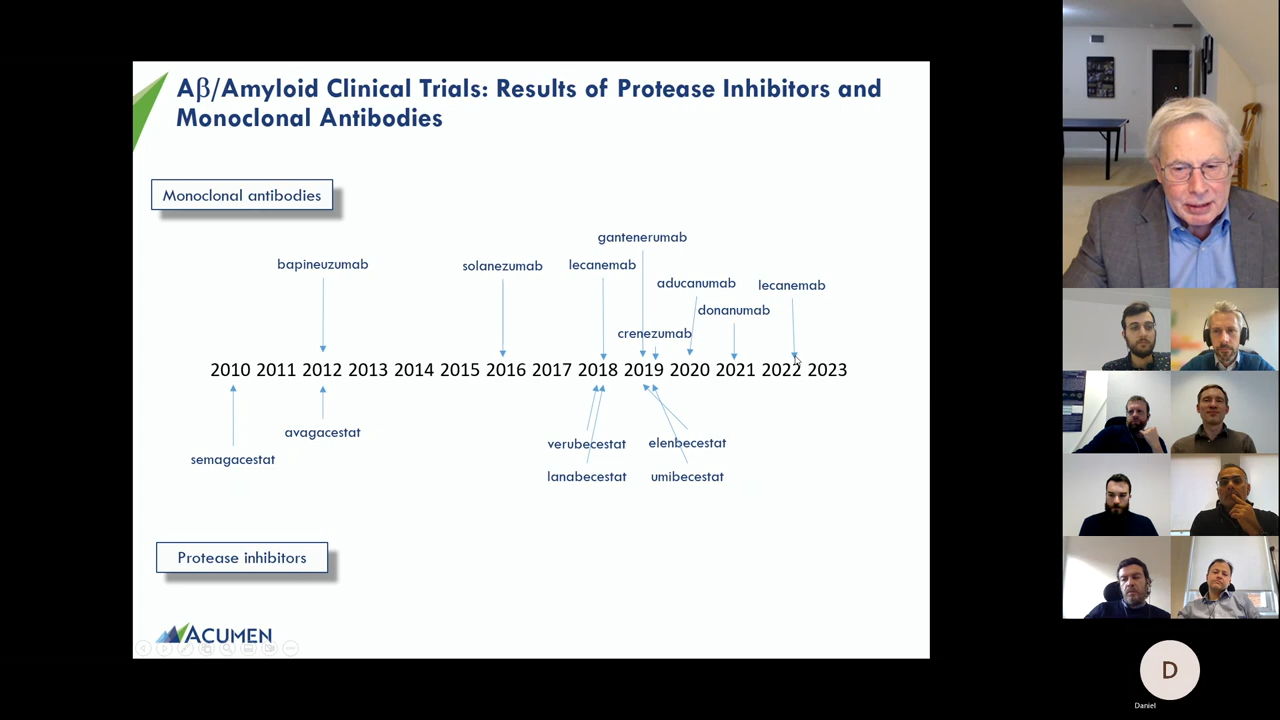 Aβ/Amyloid Clinical Trials: Results of Protease Inhibitors and
Monoclonal Antibodies
Monoclonal antibodies
gantenerumab
bapineuzumab
solanezumab
lecanemab
aducanumab
lecanemab
donanumab
crenezumab
2010 2011 2012 2013 2014 2015 2016 2017 2018 2019 2020 2021 2022 2023
avagacestat
verubecestat
elenbecestat
semagacestat
lanabecestat
umibecestat
Protease inhibitors
ACUMEN
D
Daniel